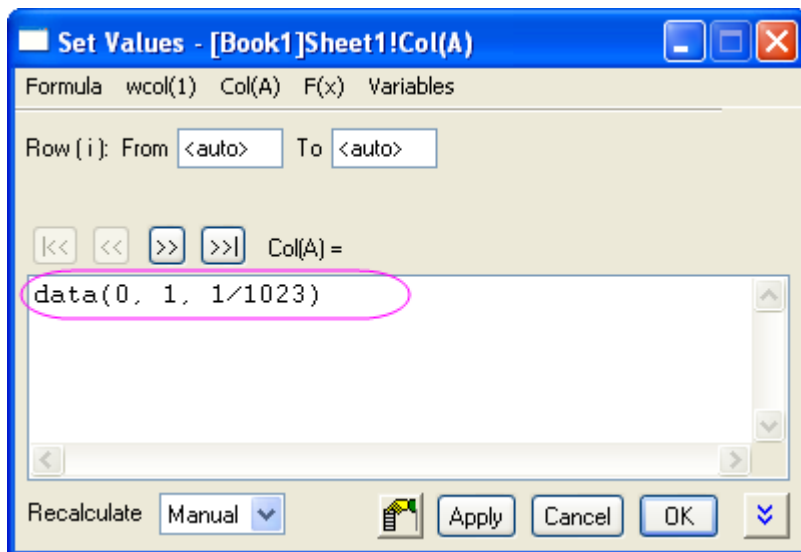 Set Values - [Book1]Sheet1!Col(A)
Formula wcol(1) Col(A) F(x) Variables
Row (i): From <auto> To <auto>
|<< << >> >>| Col(A) =
data(0, 1, 1/1023)
Recalculate Manual Apply Cancel OK